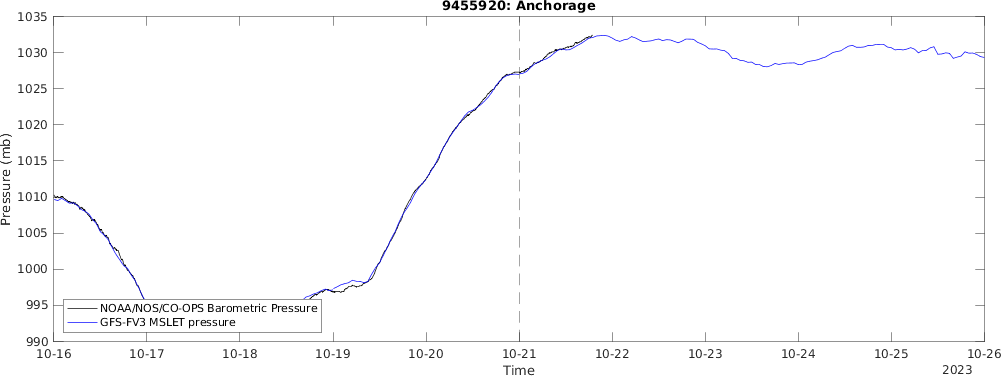 9455920: Anchorage
1035
1030
1025
1020
1015
1010
1005
1000
995
990
Pressure (mb)
NOAA/NOS/CO-OPS Barometric Pressure
GFS-FV3 MSLET pressure
10-16 10-17 10-18 10-19 10-20 10-21 10-22 10-23 10-24 10-25 10-26
Time
2023